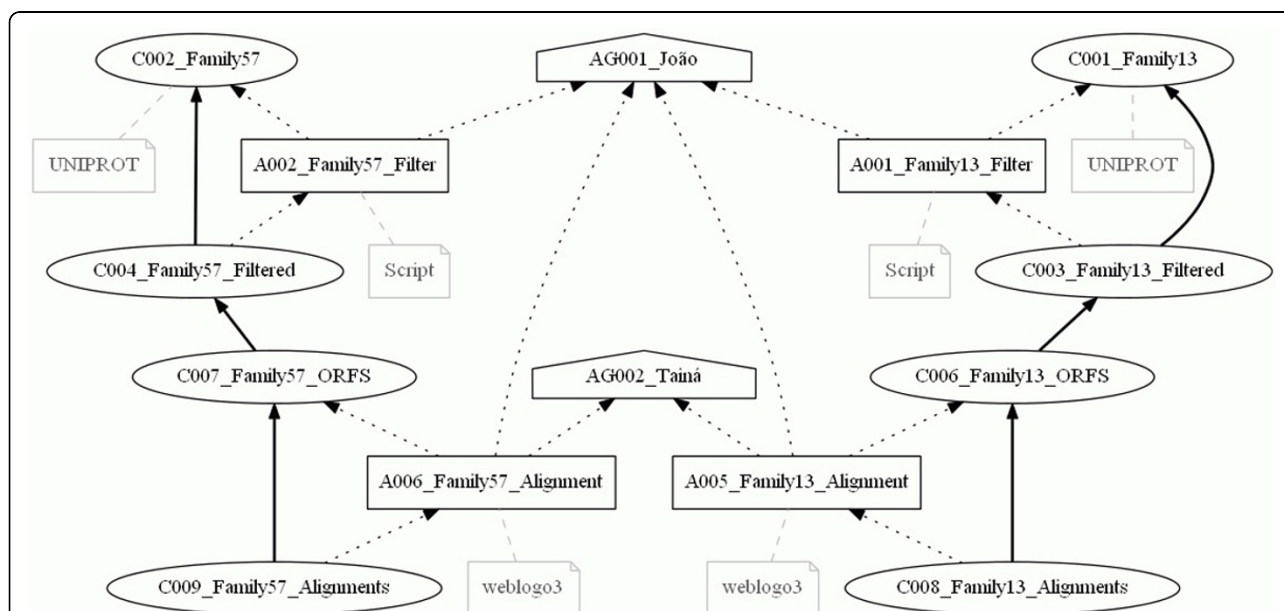 C002_Family57
AG001_João
C001_Family13
UNIPROT
A002_Family57_Filter
A001_Family13_Filter
UNIPROT
C004_Family57_Filtered
Script
Script
C003_Family13_Filtered
C007_Family57_ORFS
AG002_Tainá
C006_Family13_ORFS
A006_Family57_Alignment
A005_Family13_Alignment
C009_Family57_Alignments
weblogo3
weblogo3
C008_Family13_Alignments